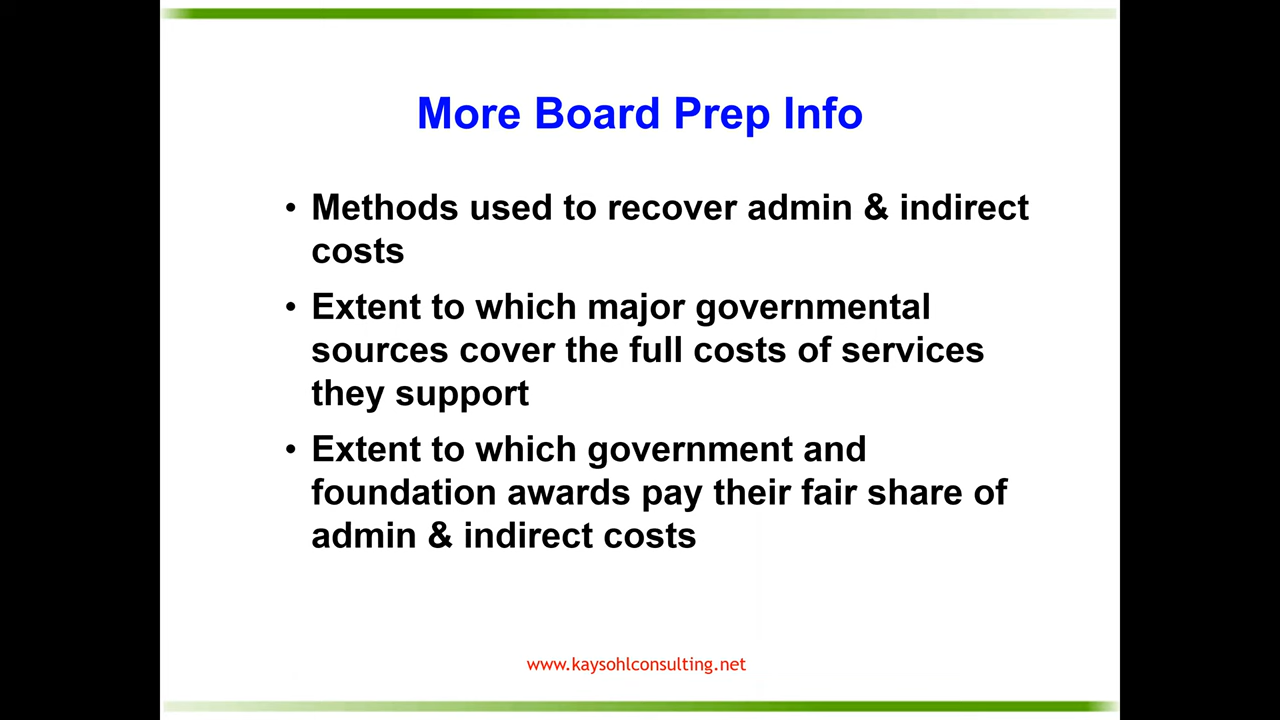 More Board Prep Info
• Methods used to recover admin & indirect
costs
• Extent to which major governmental
sources cover the full costs of services
they support
• Extent to which government and
foundation awards pay their fair share of
admin & indirect costs
www.kaysohlconsulting.net